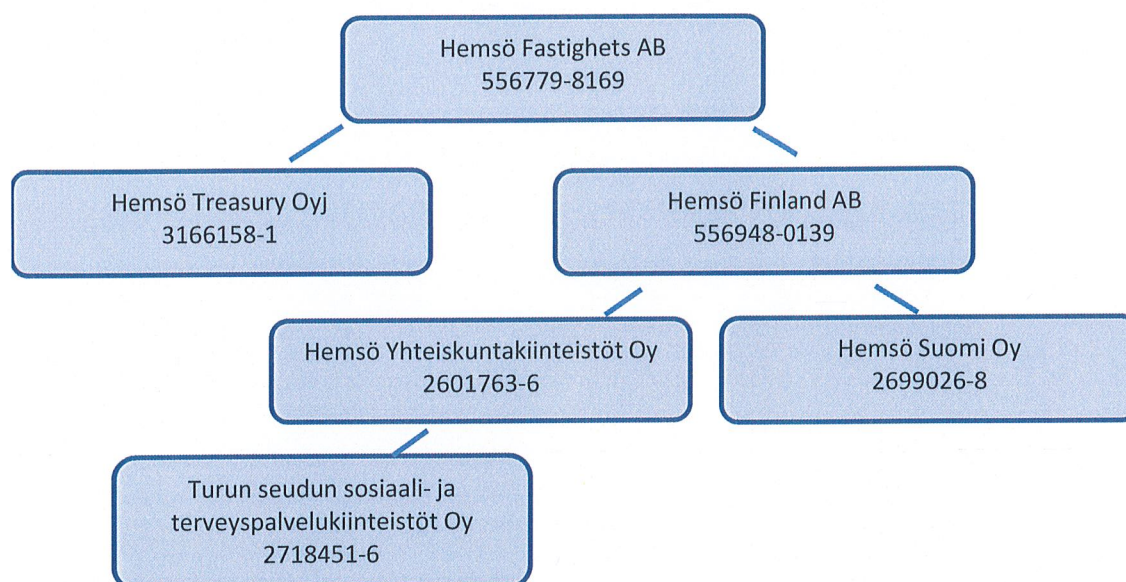 Hemsö Fastighets AB
556779-8169
Hemsö Treasury Oyj
3166158-1
Hemsö Finland AB
556948-0139
Hemsö Yhteiskuntakiinteistöt Oy
2601763-6
Hemsö Suomi Oy
2699026-8
Turun seudun sosiaali- ja
terveyspalvelukiinteistöt Oy
2718451-6